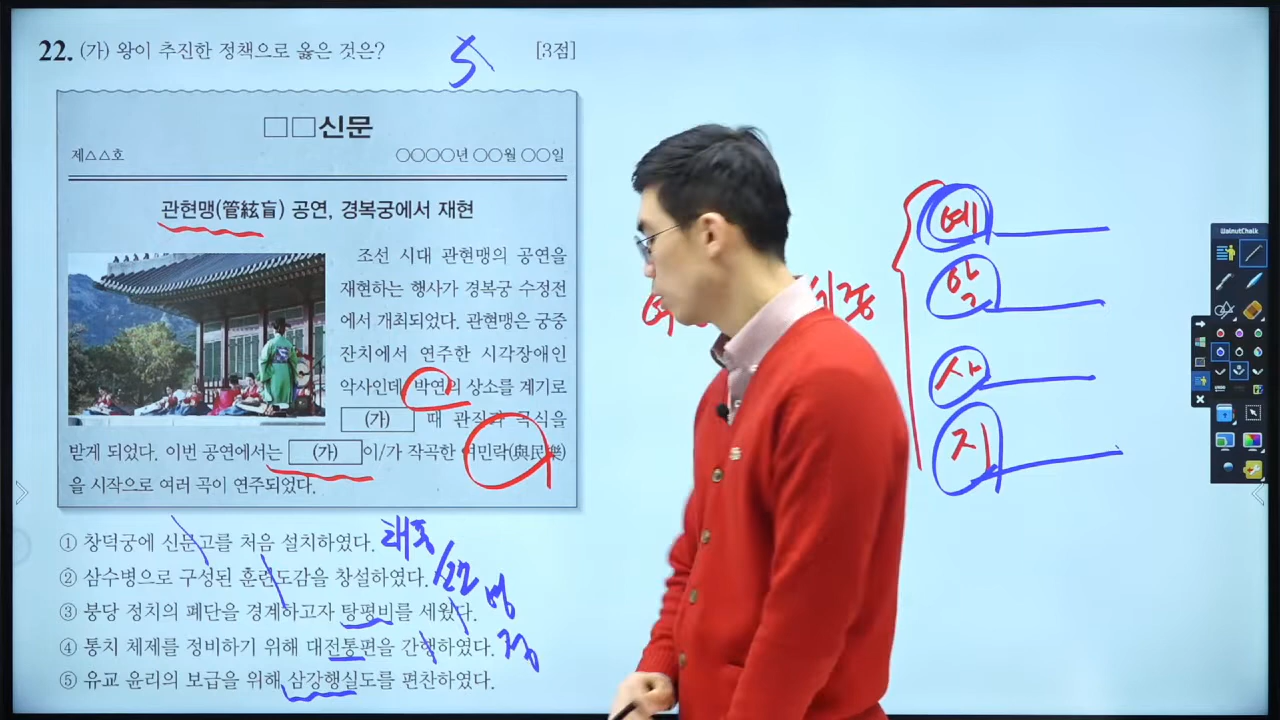 22. (가) 왕이 추진한 정책으로 옳은 것은? [3점]
5
□□신문
제△△호 ○○○○년 ○○월 ○○일
관현맹(管絃盲) 공연, 경복궁에서 재현
조선 시대 관현맹의 공연을
재현하는 행사가 경복궁 수정전
에서 개최되었다. 관현맹은 궁중
잔치에서 연주한 시각장애인
악사인데 박연의 상소를 계기로
(가) 때 관직과 녹식을
받게 되었다. 이번 공연에서는 (가) 이/가 작곡한 여민락(與民樂)
을 시작으로 여러 곡이 연주되었다.
① 창덕궁에 신문고를 처음 설치하였다. 태종
② 삼수병으로 구성된 훈련도감을 창설하였다.
③ 붕당 정치의 폐단을 경계하고자 탕평비를 세웠다. 영
④ 통치 체제를 정비하기 위해 대전통편을 간행하였다. 정
⑤ 유교 윤리의 보급을 위해 삼강행실도를 편찬하였다.
예
알
사
지
WalnutChalk